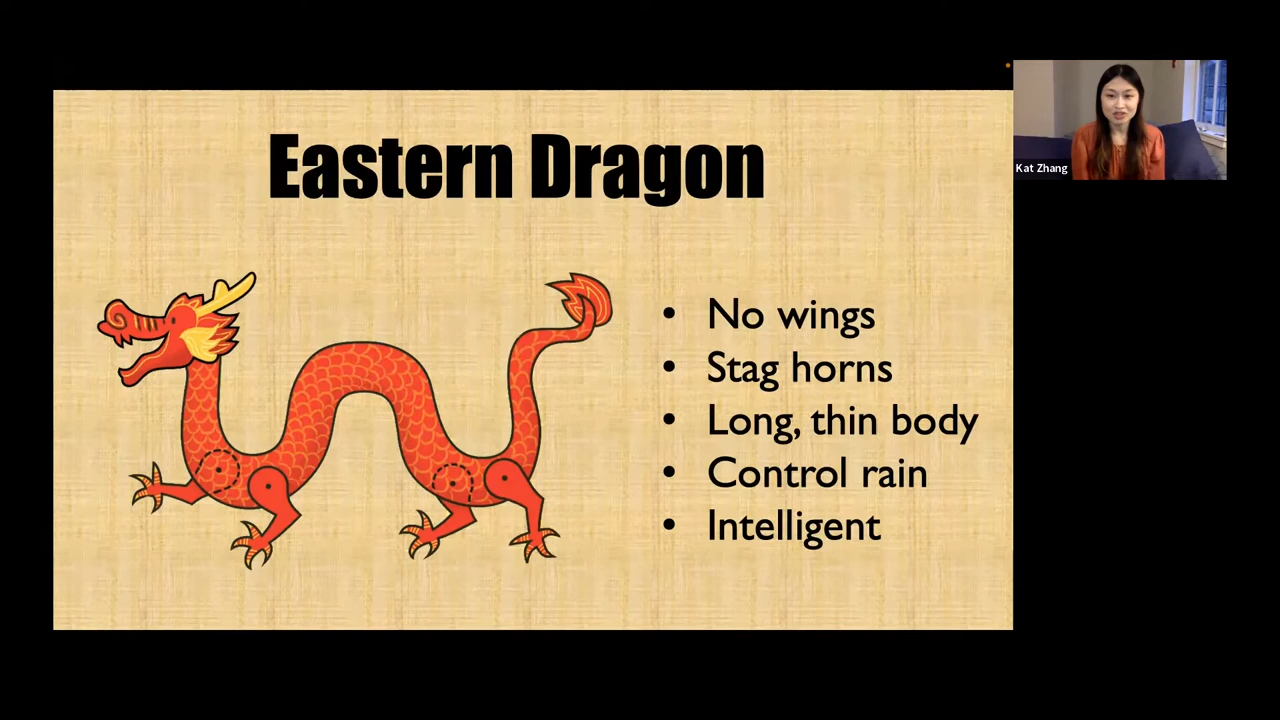 Eastern Dragon
Kat Zhang
• No wings
• Stag horns
• Long, thin body
• Control rain
• Intelligent